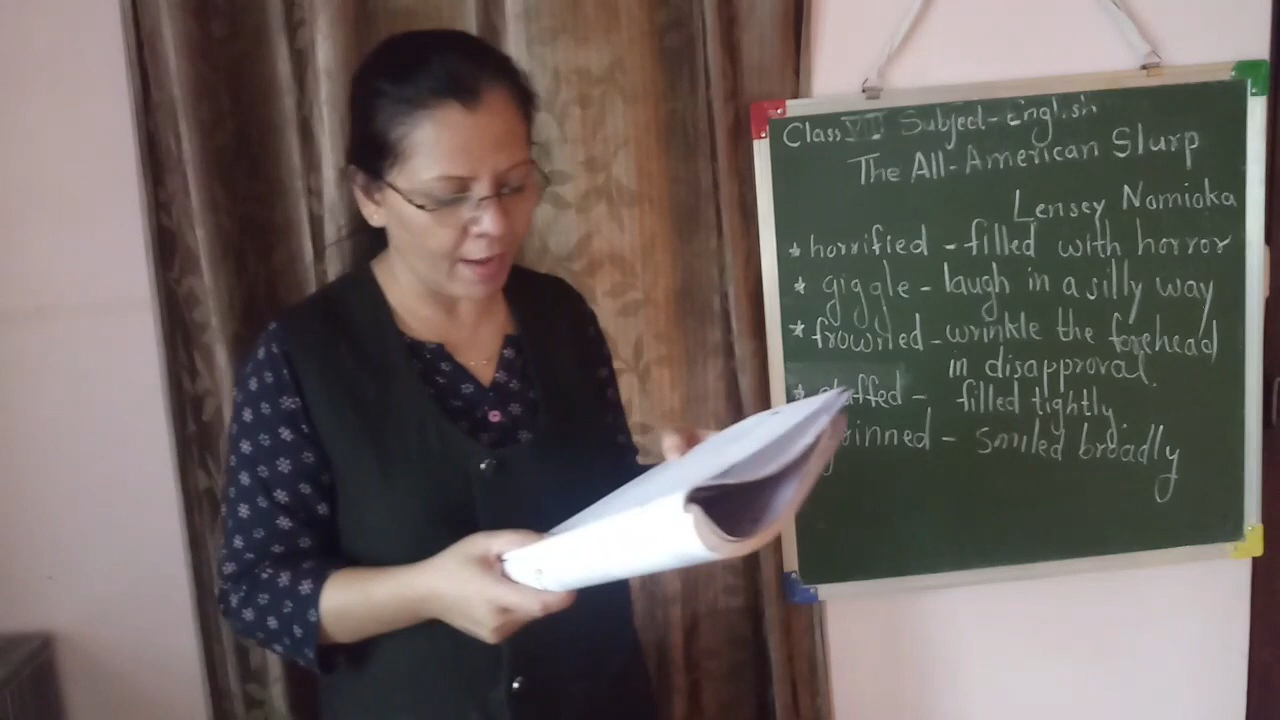 Class VII Subject-English
The All-American Slurp
Lensey Namioka
* horrified - filled with horror
* giggle - laugh in a silly way
* frowned - wrinkle the forehead
in disapproval.
* - filled tightly.
- smiled broadly